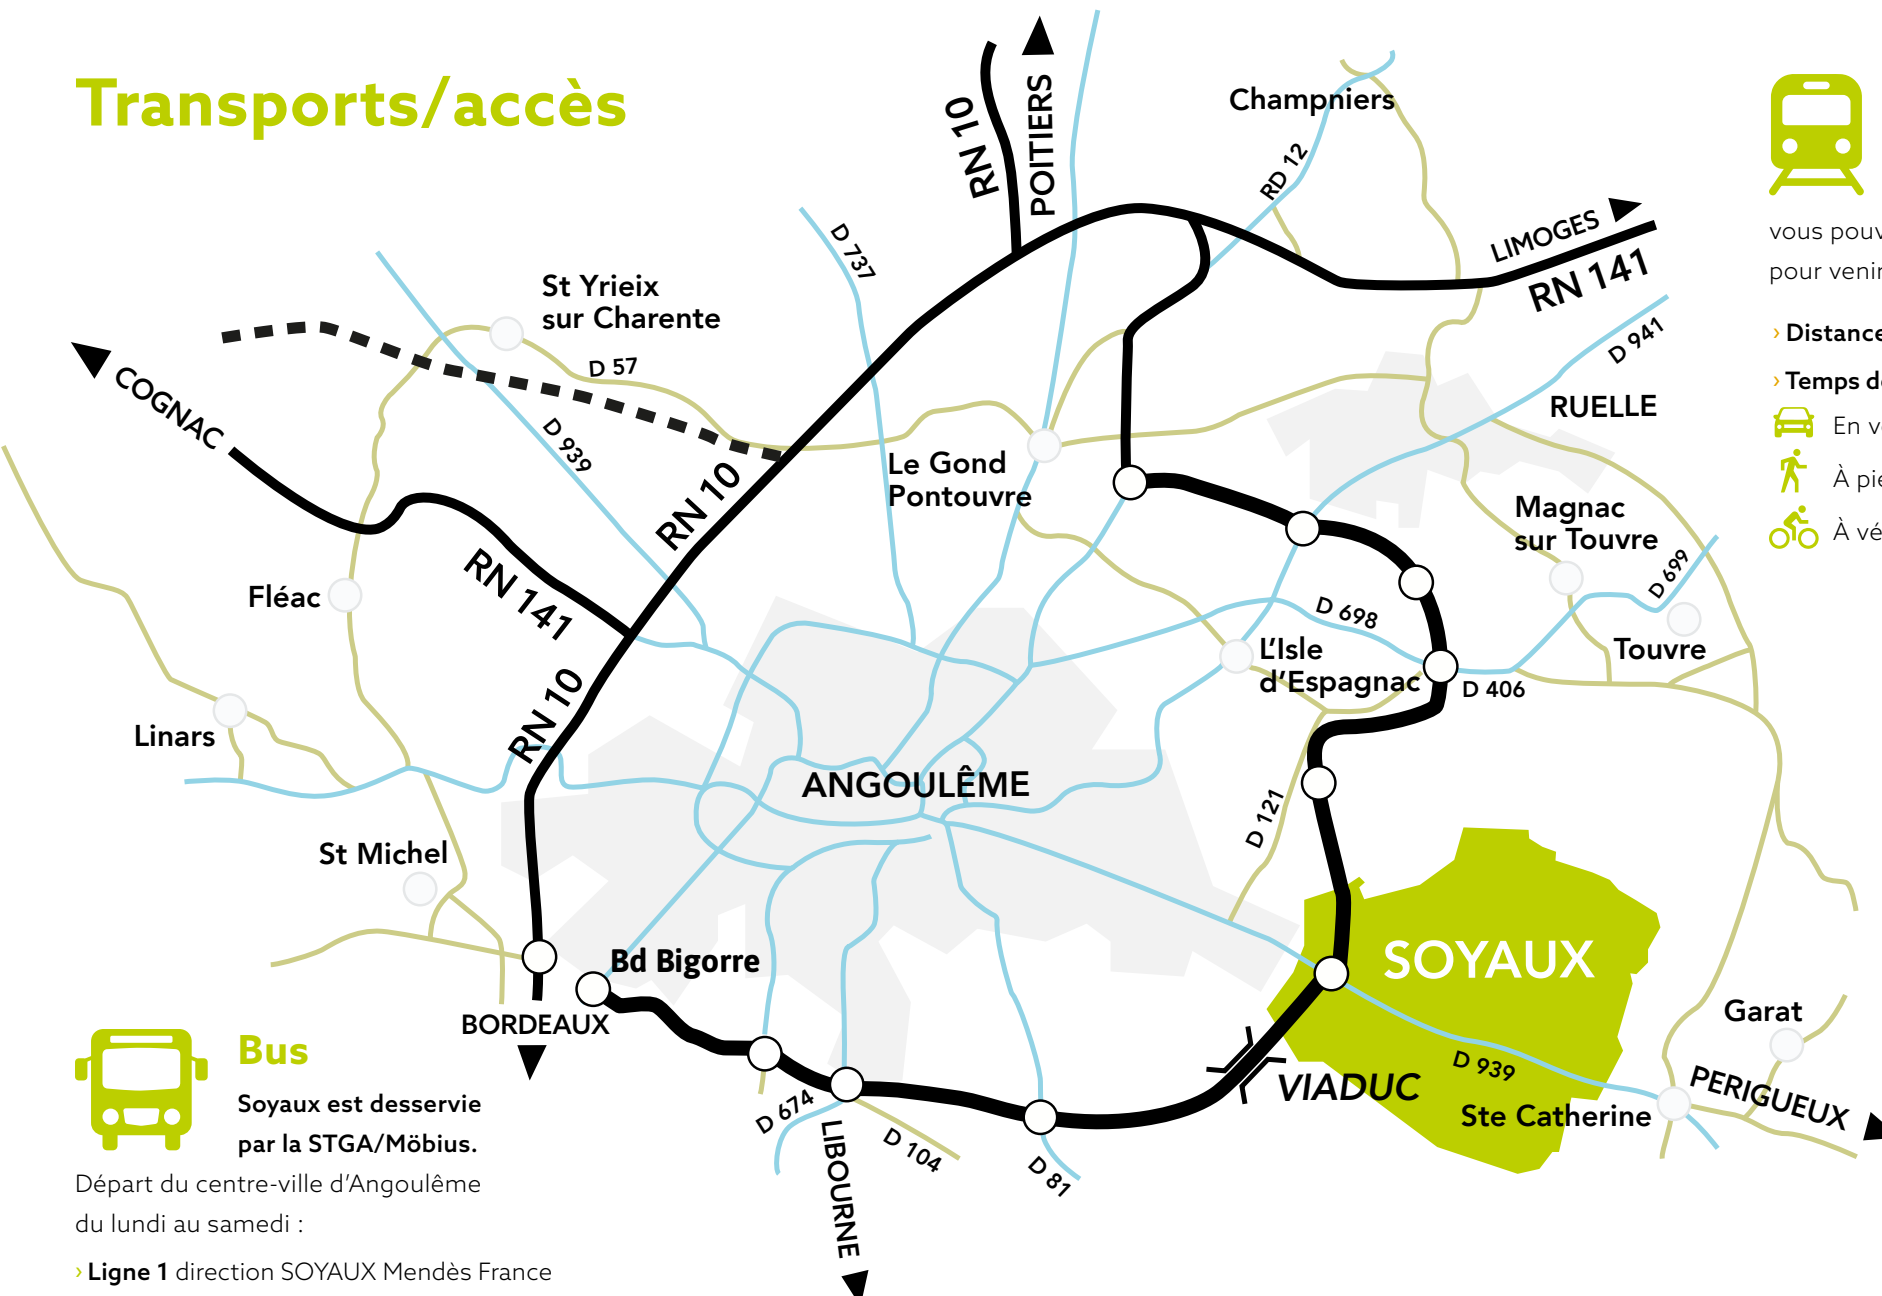 Transports/accès
RN 10
POITIERS
Champniers
RD 12
LIMOGES
RN 141
D 737
St Yrieix
sur Charente
D 57
D 941
COGNAC
D 939
RUELLE
RN 10
Le Gond
Pontouvre
Magnac
sur Touvre
D 699
RN 141
Fléac
D 698
L'Isle
d'Espagnac
Touvre
D 406
RN 10
Linars
ANGOULÊME
D 121
St Michel
SOYAUX
Bd Bigorre
BORDEAUX
Garat
D 939
VIADUC
PERIGUEUX
Ste Catherine
D 674
LIBOURNE
D 104
D 81
Bus
Soyaux est desservie
par la STGA/Möbius.
Départ du centre-ville d'Angoulême
du lundi au samedi :
› Ligne 1 direction SOYAUX Mendès France
vous
pour
› Distance
› Temps
En
À
À